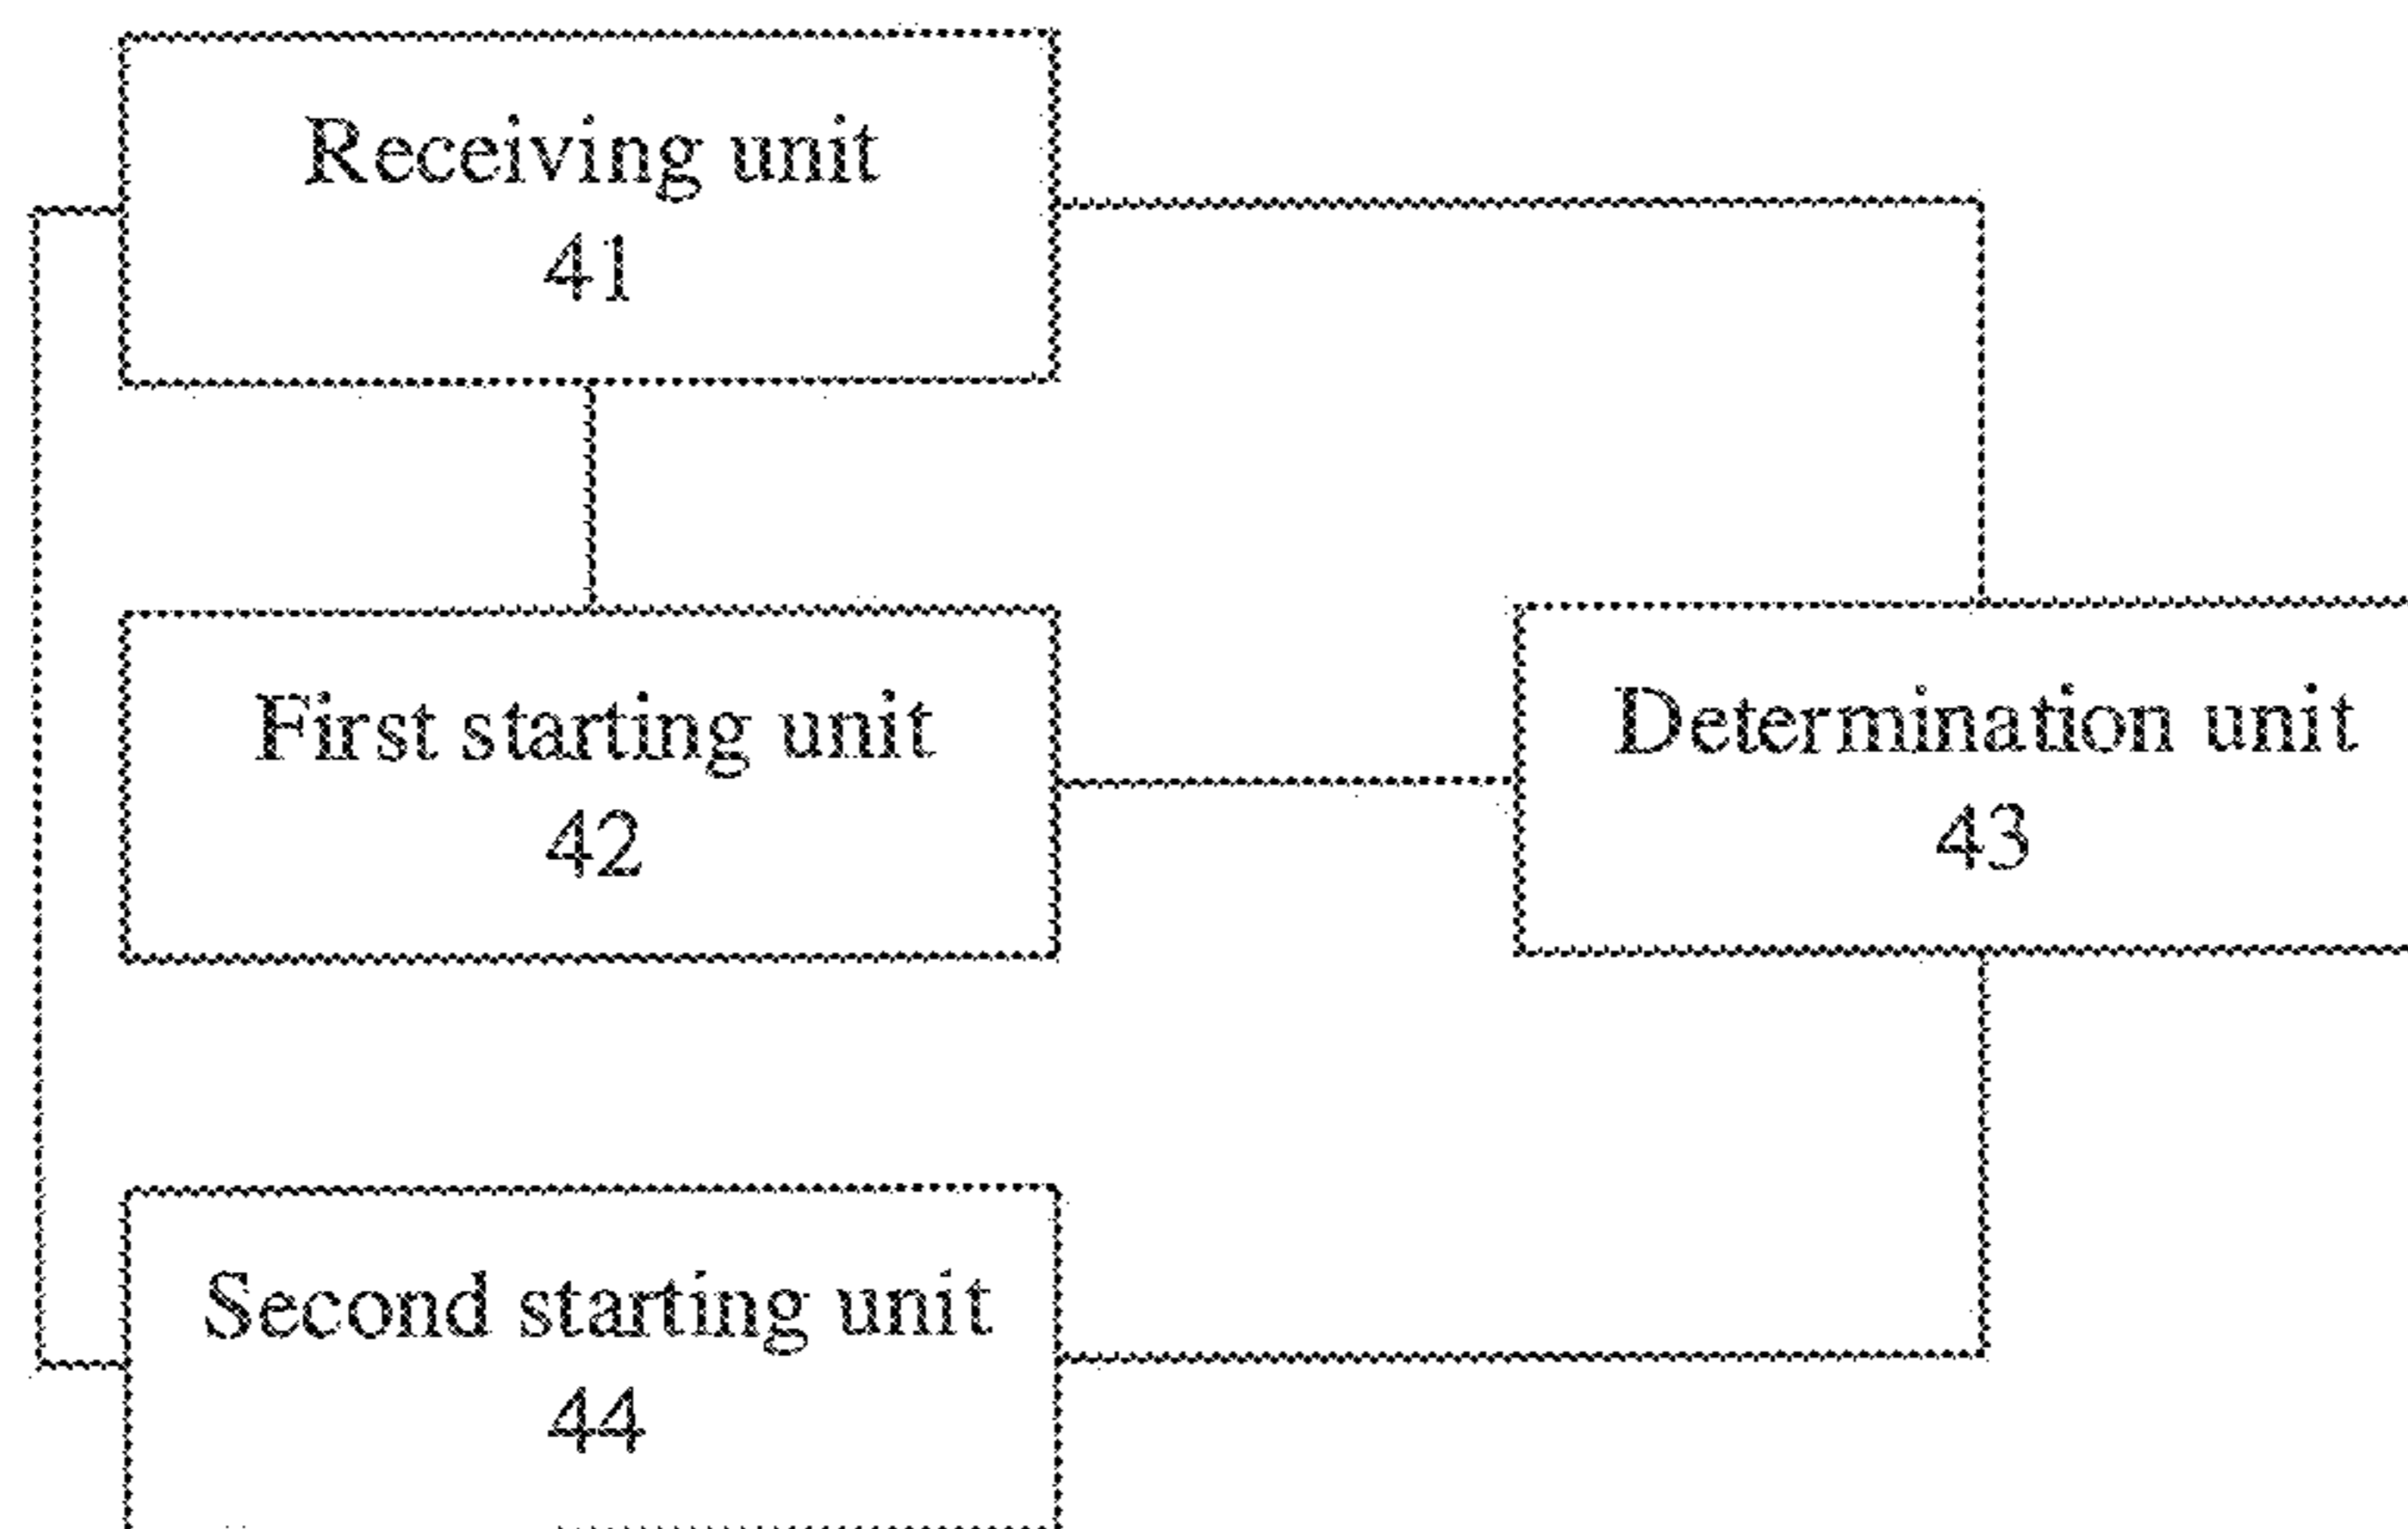 Receiving unit
41
First starting unit
42
Determination unit
43
Second starting unit
44